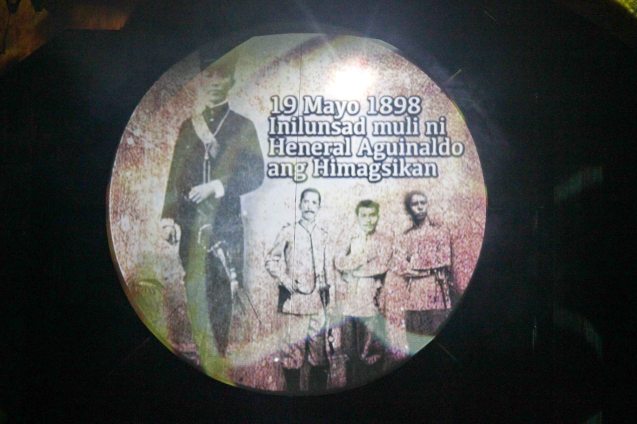 19 Mayo 1898
Inilunsad muli ni
Heneral Aguinaldo
ang Himagsikan